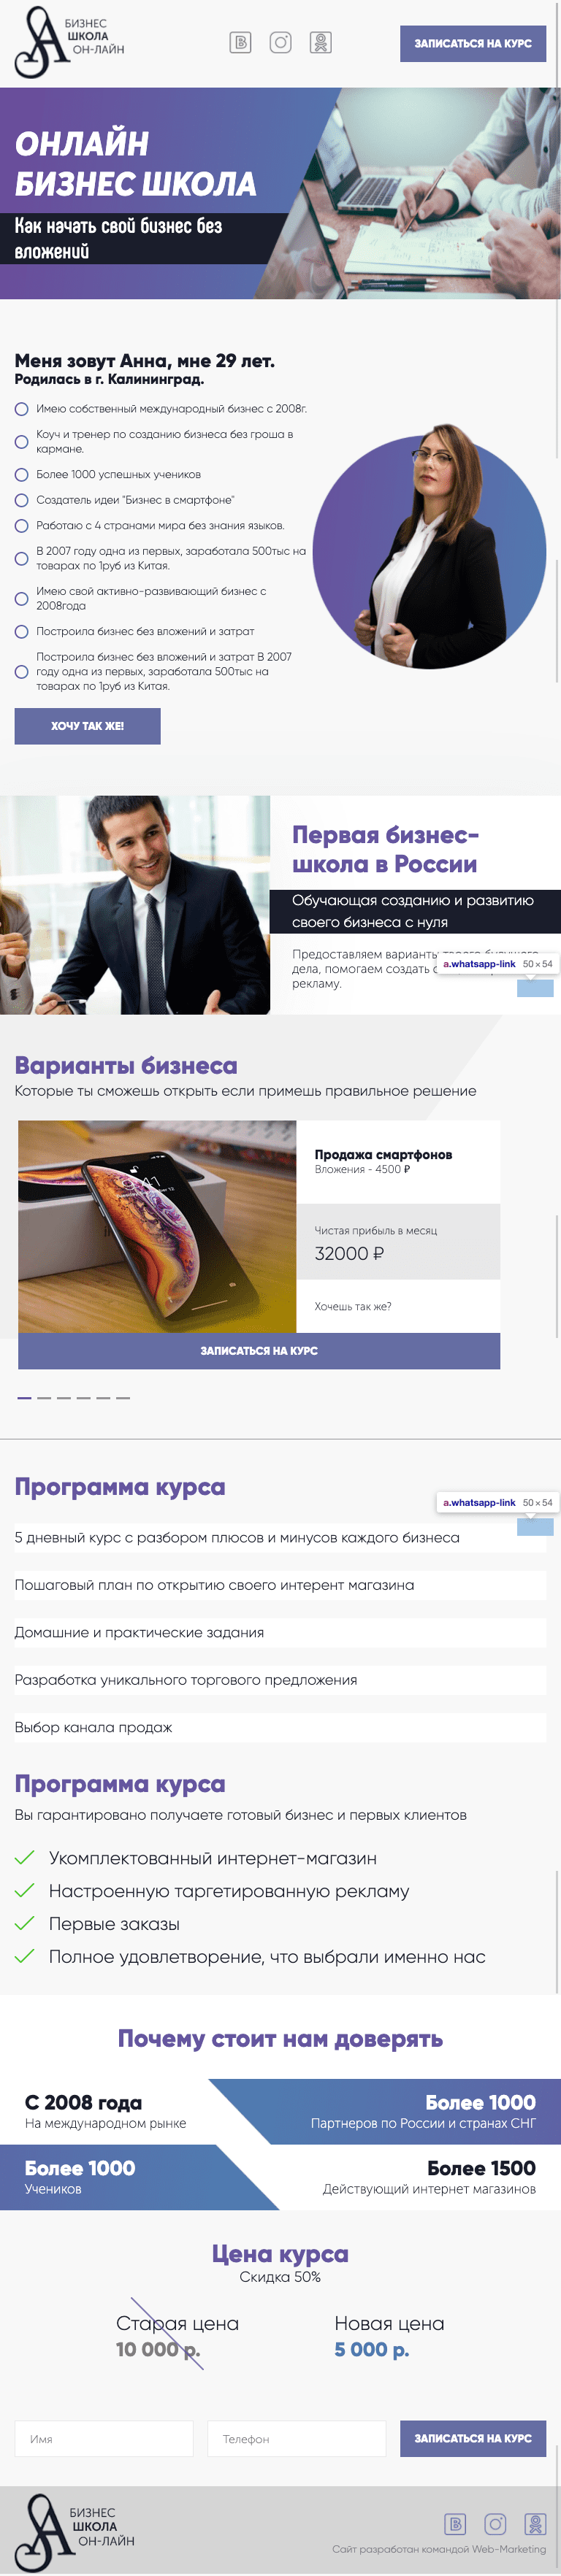 БИЗНЕС
ШКОЛА
ОН-ЛАЙН
ЗАПИСАТЬСЯ НА КУРС
ОНЛАЙН
БИЗНЕС ШКОЛА
Как начать свой бизнес без
вложений
Меня зовут Анна, мне 29 лет.
Родилась в г. Калининград.
Имею собственный международный бизнес с 2008г.
Коуч и тренер по созданию бизнеса без гроша в
кармане.
Более 1000 успешных учеников
Создатель идеи "Бизнес в смартфоне"
Работаю с 4 странами мира без знания языков.
В 2007 году одна из первых, заработала 500тыс на
товарах по 1руб из Китая.
Имею свой активно-развивающий бизнес с
2008года
Построила бизнес без вложений и затрат
Построила бизнес без вложений и затрат В 2007
году одна из первых, заработала 500тыс на
товарах по 1руб из Китая.
ХОЧУ ТАК ЖЕ!
Первая бизнес-
школа в России
Обучающая созданию и развитию
своего бизнеса с нуля
Предоставляем варианты
a.whatsapp-link 50 × 54
дела, помогаем создать
рекламу.
Варианты бизнеса
Которые ты сможешь открыть если примешь правильное решение
Продажа смартфонов
Вложения - 4500 ₽
Чистая прибыль в месяц
32000 ₽
Хочешь так же?
ЗАПИСАТЬСЯ НА КУРС
Программа курса
a.whatsapp-link 50 × 54
5 дневный курс с разбором плюсов и минусов каждого бизнеса
Пошаговый план по открытию своего интерент магазина
Домашние и практические задания
Разработка уникального торгового предложения
Выбор канала продаж
Программа курса
Вы гарантировано получаете готовый бизнес и первых клиентов
Укомплектованный интернет-магазин
Настроенную таргетированную рекламу
Первые заказы
Полное удовлетворение, что выбрали именно нас
Почему стоит нам доверять
С 2008 года
На международном рынке
Более 1000
Партнеров по России и странах СНГ
Более 1000
Учеников
Более 1500
Действующий интернет магазинов
Цена курса
Скидка 50%
Старая цена
10 000 р.
Новая цена
5 000 р.
Имя
Телефон
ЗАПИСАТЬСЯ НА КУРС
БИЗНЕС
ШКОЛА
ОН-ЛАЙН
Сайт разработан командой Web-Marketing